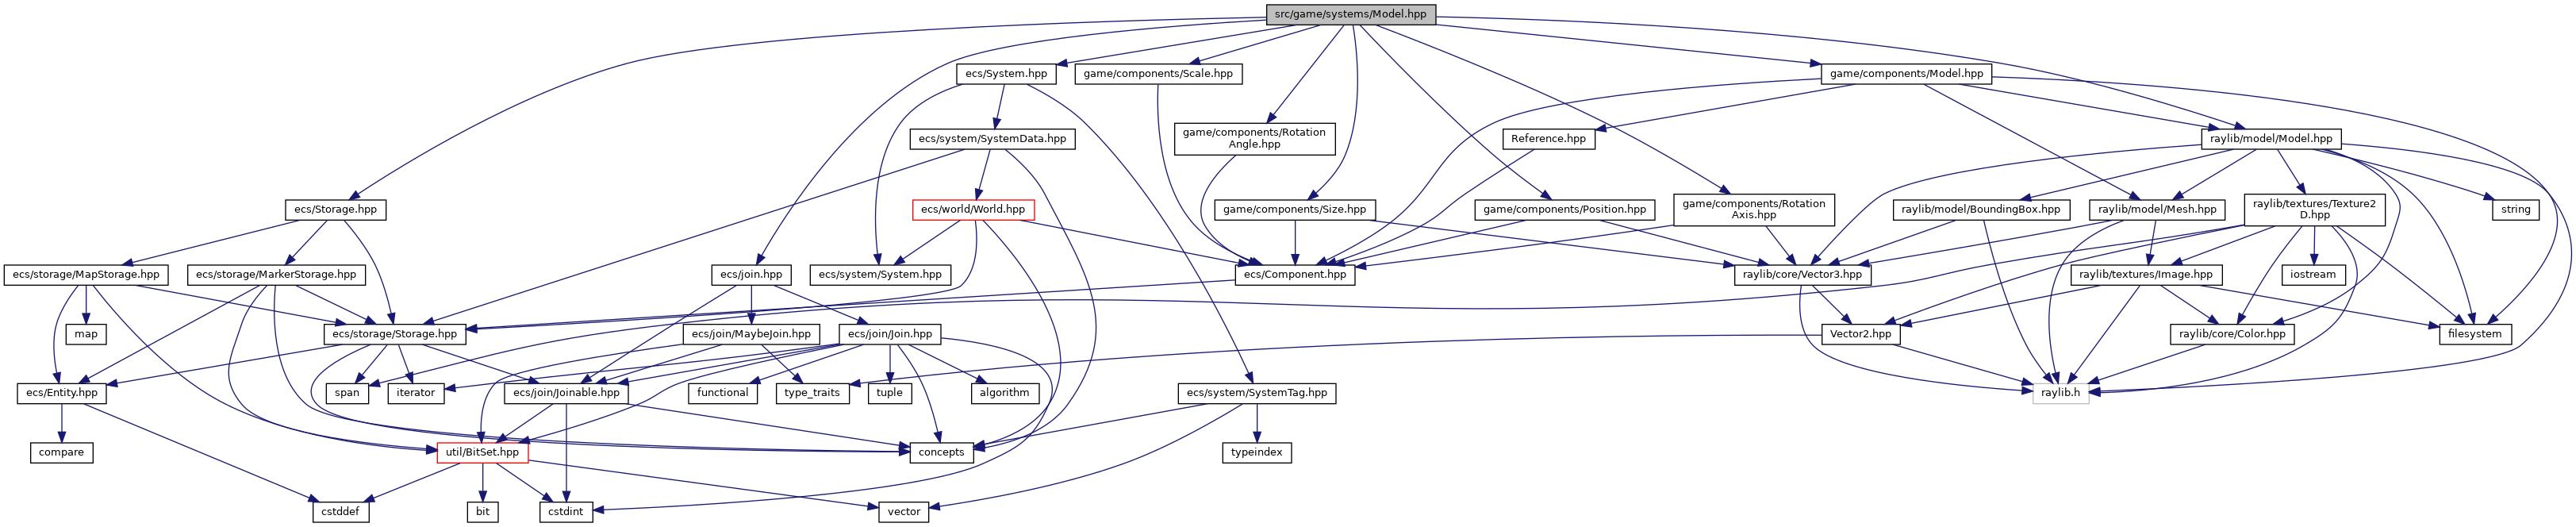 src/game/systems/Model.hpp
ecs/System.hpp
game/components/Scale.hpp
game/components/Model.hpp
ecs/system/SystemData.hpp
game/components/Rotation
Angle.hpp
Reference.hpp
raylib/model/Model.hpp
ecs/Storage.hpp
ecs/world/World.hpp
game/components/Size.hpp
game/components/Position.hpp
game/components/Rotation
Axis.hpp
raylib/model/BoundingBox.hpp
raylib/model/Mesh.hpp
raylib/textures/Texture2
D.hpp
string
ecs/storage/MapStorage.hpp
ecs/storage/MarkerStorage.hpp
ecs/join.hpp
ecs/system/System.hpp
ecs/Component.hpp
raylib/core/Vector3.hpp
raylib/textures/Image.hpp
iostream
map
ecs/storage/Storage.hpp
ecs/join/MaybeJoin.hpp
ecs/join/Join.hpp
Vector2.hpp
raylib/core/Color.hpp
filesystem
ecs/Entity.hpp
span
iterator
ecs/join/Joinable.hpp
functional
type_traits
tuple
algorithm
ecs/system/SystemTag.hpp
raylib.h
compare
util/BitSet.hpp
concepts
typeindex
cstddef
bit
cstdint
vector